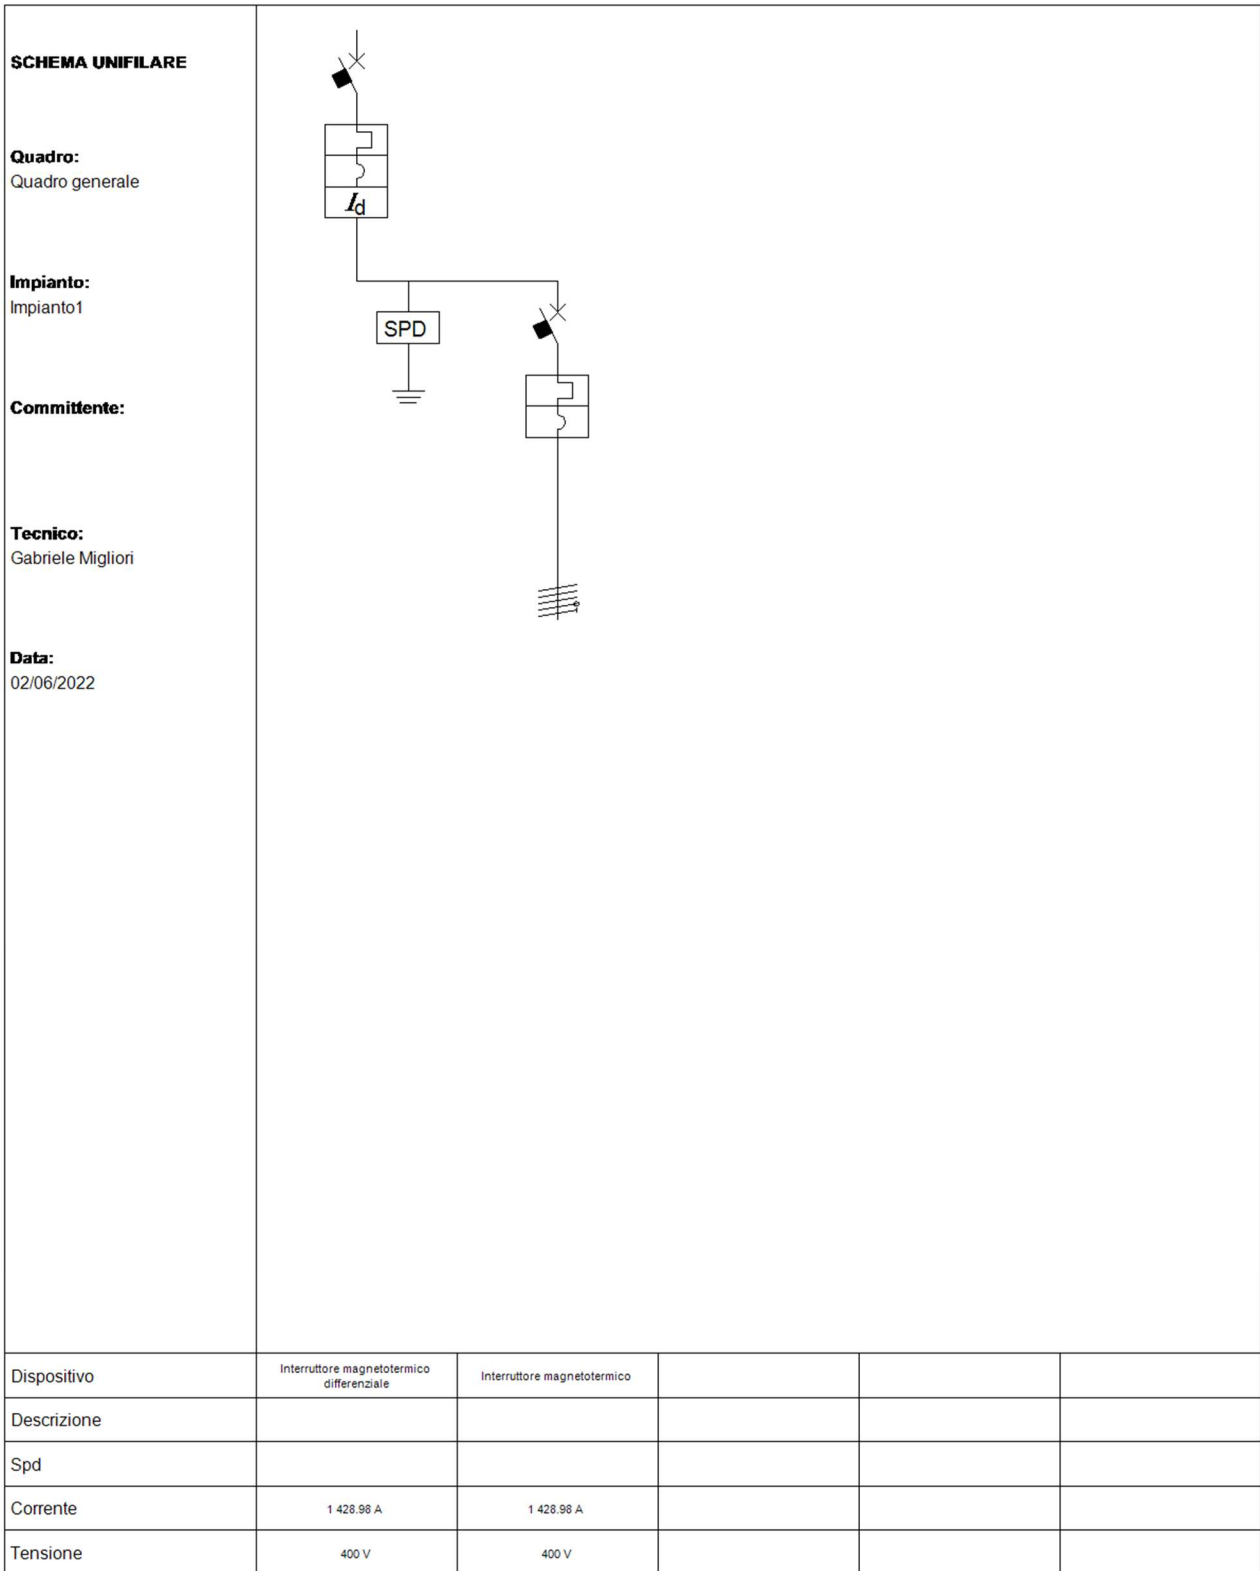 SCHEMA UNIFILARE
Quadro:
Quadro generale
Impianto:
Impianto1
Committente:
Tecnico:
Gabriele Migliori
Data:
02/06/2022
Id
SPD
Dispositivo
Interruttore magnetotermico
differenziale
Interruttore magnetotermico
Descrizione
Spd
Corrente
1 428.98 A
1 428.98 A
Tensione
400 V
400 V